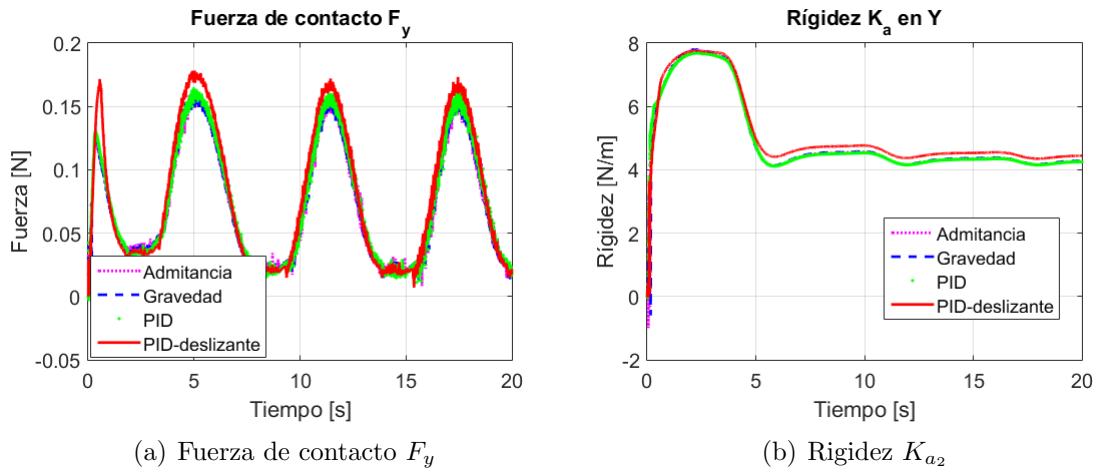 Fuerza de contacto F_y
Fuerza [N]
0.2
0.15
0.1
0.05
0
-0.05
Admitancia
Gravedad
PID
PID-deslizante
0 5 10 15 20
Tiempo [s]
(a) Fuerza de contacto F_y
Rígidez K_a en Y
Rígidez [N/m]
8
6
4
2
0
-2
Admitancia
Gravedad
PID
PID-deslizante
0 5 10 15 20
Tiempo [s]
(b) Rigidez K_{a_2}